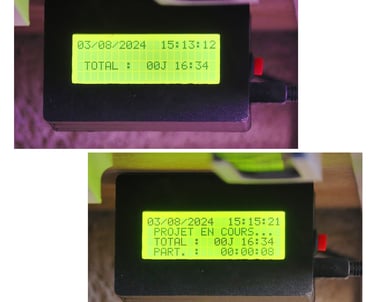 03/08/2024 15:13:12
TOTAL : 00J 16:34
03/08/2024 15:15:21
PROJET EN COURS...
TOTAL : 00J 16:34
PART. : 00:00:08